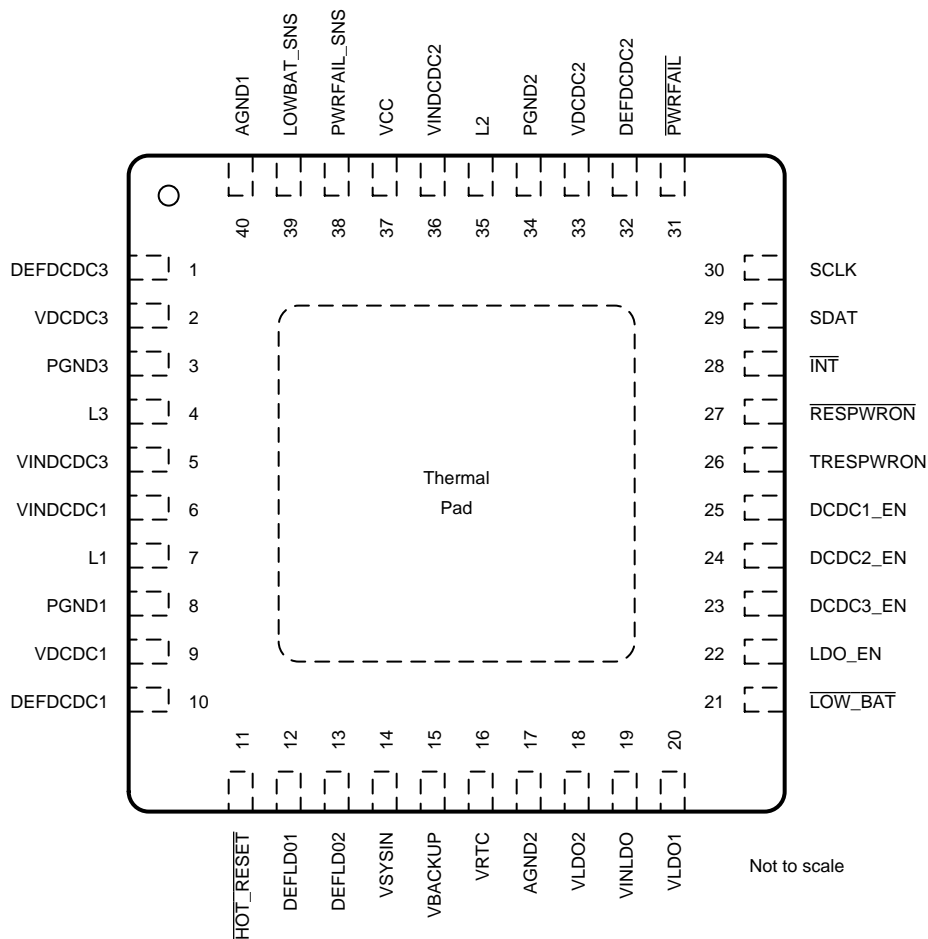 AGND1
LOWBAT_SNS
PWRFAIL_SNS
VCC
VINDCDC2
L2
PGND2
VDCDC2
DEFDCDC2
PWRFAIL
40
39
38
37
36
35
34
33
32
31
DEFDCDC3 1
VDCDC3 2
PGND3 3
L3 4
VINDCDC3 5
VINDCDC1 6
L1 7
PGND1 8
VDCDC1 9
DEFDCDC1 10
Thermal
Pad
30 SCLK
29 SDAT
28 INT
27 RESPWRON
26 TRESPWRON
25 DCDC1_EN
24 DCDC2_EN
23 DCDC3_EN
22 LDO_EN
21 LOW_BAT
11
12
13
14
15
16
17
18
19
20
HOT_RESET
DEFLD01
DEFLD02
VSYSIN
VBACKUP
VRTC
AGND2
VLDO2
VINLDO
VLDO1
Not to scale